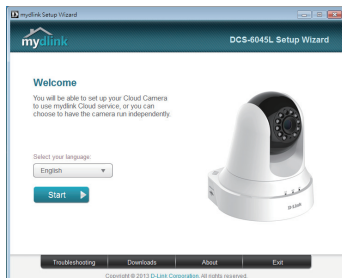 mydlink Setup Wizard
mydlink
DCS-6045L Setup Wizard
Welcome
You will be able to set up your Cloud Camera
to use mydlink Cloud service, or you can
choose to have the camera run independently.
Select your language:
English
Start
D-Link
Troubleshooting Downloads About Exit
Copyright © 2013 D-Link Corporation. All rights reserved.